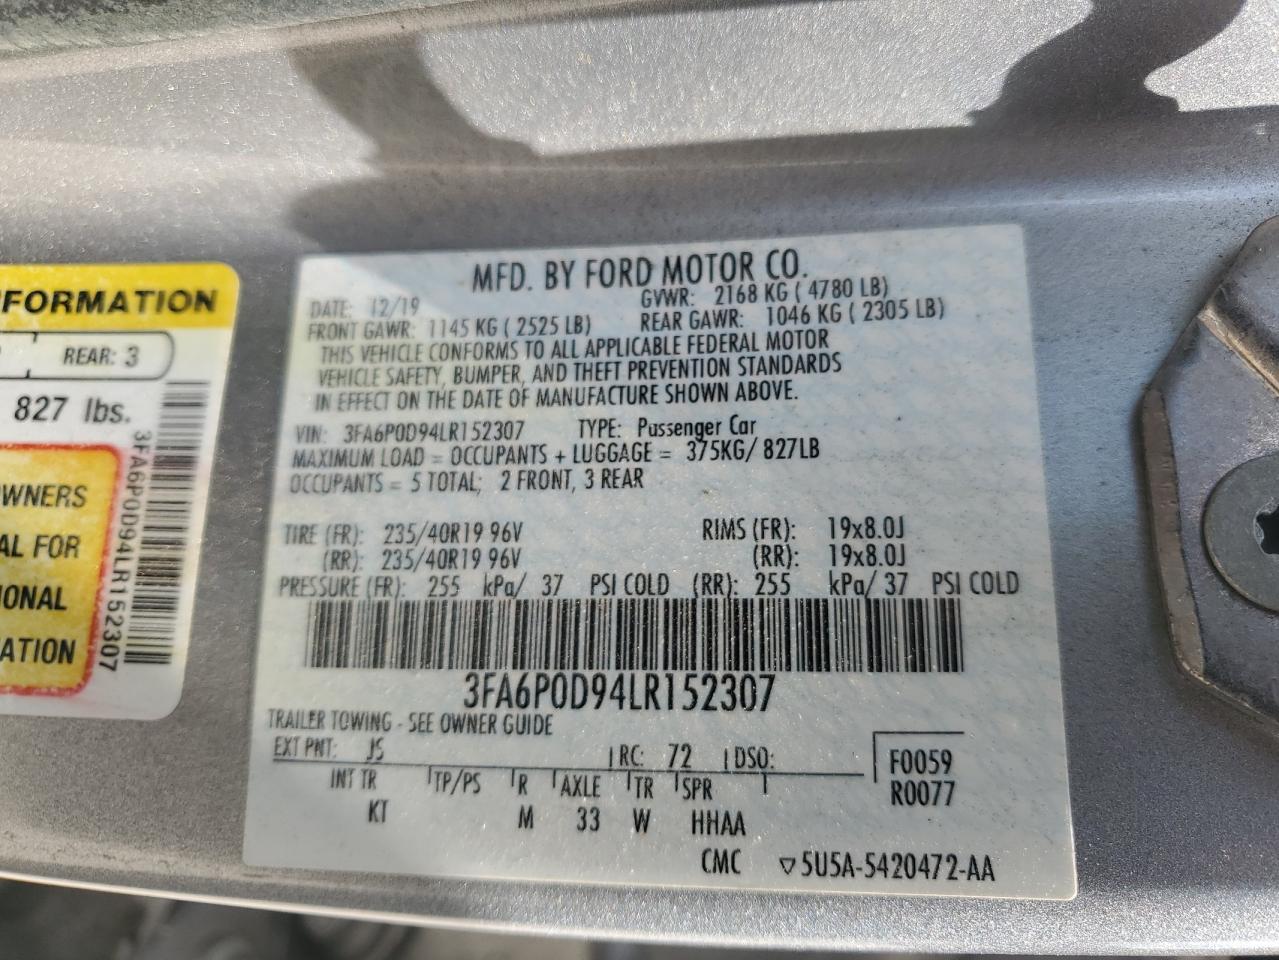 FORMATION
REAR: 3
827 lbs.
3FA6P0D94LR152307
OWNERS
AL FOR
IONAL
ATION
MFD. BY FORD MOTOR CO.
DATE: 12/19 GVWR: 2168 KG ( 4780 LB)
FRONT GAWR: 1145 KG ( 2525 LB) REAR GAWR: 1046 KG ( 2305 LB)
THIS VEHICLE CONFORMS TO ALL APPLICABLE FEDERAL MOTOR
VEHICLE SAFETY, BUMPER, AND THEFT PREVENTION STANDARDS
IN EFFECT ON THE DATE OF MANUFACTURE SHOWN ABOVE.
VIN: 3FA6P0D94LR152307 TYPE: Passenger Car
MAXIMUM LOAD = OCCUPANTS + LUGGAGE = 375KG/ 827LB
OCCUPANTS = 5 TOTAL; 2 FRONT, 3 REAR
TIRE (FR): 235/40R19 96V RIMS (FR): 19x8.0J
(RR): 235/40R19 96V (RR): 19x8.0J
PRESSURE (FR): 255 kPa/ 37 PSI COLD (RR): 255 kPa/ 37 PSI COLD
3FA6P0D94LR152307
TRAILER TOWING - SEE OWNER GUIDE
EXT PNT: JS RC: 72 DSO: F0059
INT TR TP/PS R AXLE TR SPR R0077
KT M 33 W HHAA
CMC ▽5U5A-5420472-AA